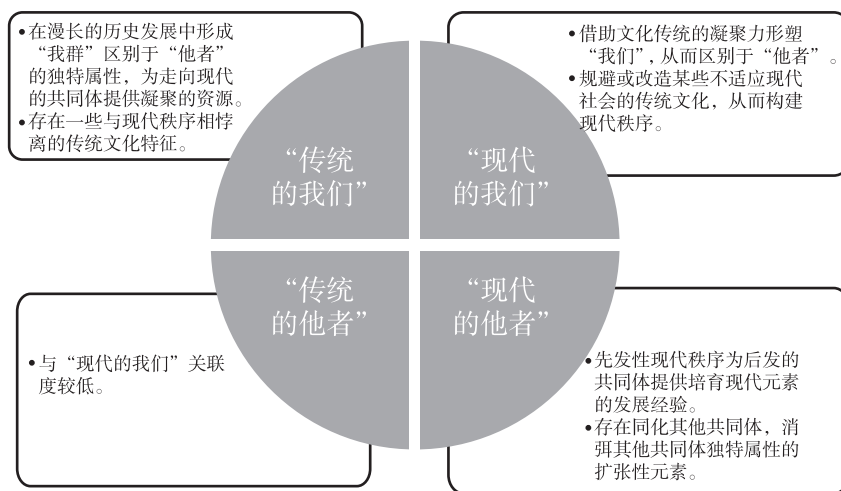 •在漫长的历史发展中形成
“我群”区别于“他者”
的独特属性，为走向现代
的共同体提供凝聚的资源。
•存在一些与现代秩序相悖
离的传统文化特征。
•借助文化传统的凝聚力形塑
“我们”，从而区别于“他者”。
•规避或改造某些不适应现代
社会的传统文化，从而构建
现代秩序。
“传统
的我们”
“现代
的我们”
“传统
的他者”
“现代
的他者”
•与“现代的我们”关联
度较低。
•先发性现代秩序为后发的
共同体提供培育现代元素
的发展经验。
•存在同化其他共同体，消
弭其他共同体独特属性的
扩张性元素。